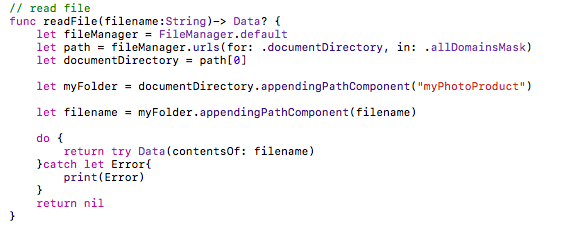 // read file
func readFile(filename:String)-> Data? {
    let fileManager = FileManager.default
    let path = fileManager.urls(for: .documentDirectory, in: .allDomainsMask)
    let documentDirectory = path[0]

    let myFolder = documentDirectory.appendingPathComponent("myPhotoProduct")

    let filename = myFolder.appendingPathComponent(filename)

    do {
        return try Data(contentsOf: filename)
    }catch let Error{
        print(Error)
    }
    return nil
}